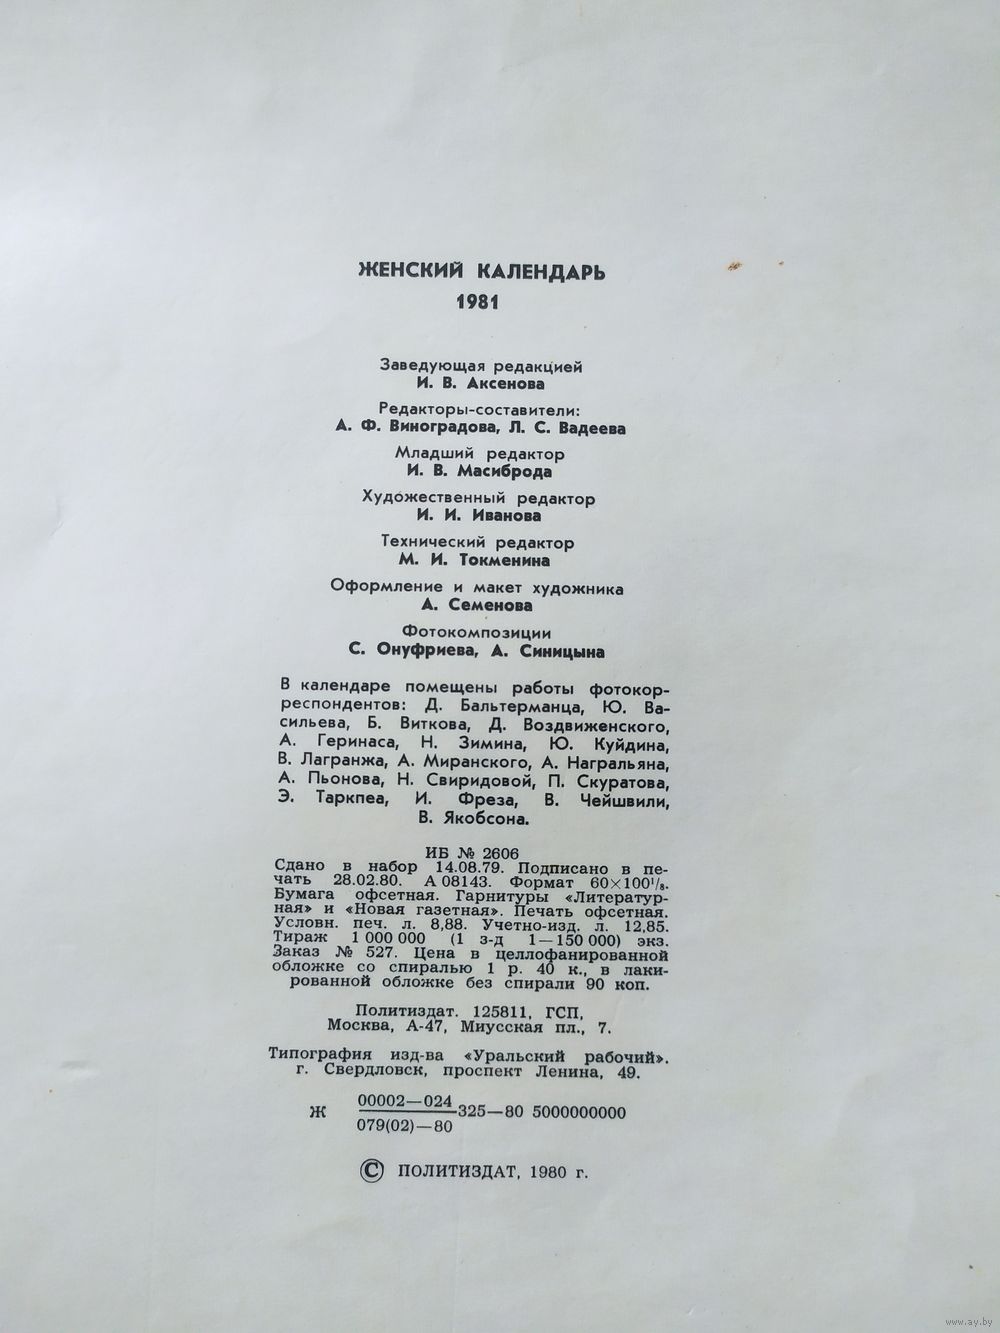 ЖЕНСКИЙ КАЛЕНДАРЬ
1981
Заведующая редакцией
И. В. Аксенова
Редакторы-составители:
А. Ф. Виноградова, Л. С. Вадеева
Младший редактор
И. В. Масиброда
Художественный редактор
И. И. Иванова
Технический редактор
М. И. Токменина
Оформление и макет художника
А. Семенова
Фотокомпозиции
С. Онуфриева, А. Синицына
В календаре помещены работы фотокор-
респондентов: Д. Бальтерманца, Ю. Ва-
сильева, Б. Виткова, Д. Воздвиженского,
А. Геринаса, Н. Зимина, Ю. Куйдина,
В. Лагранжа, А. Миранского, А. Награльяна,
А. Пьонова, Н. Свиридовой, П. Скуратова,
Э. Таркпеа, И. Фреза, В. Чейшвили,
В. Якобсона.
ИБ № 2606
Сдано в набор 14.08.79. Подписано в пе-
чать 28.02.80. А 08143. Формат 60×100¹/₈.
Бумага офсетная. Гарнитуры «Литератур-
ная» и «Новая газетная». Печать офсетная.
Условн. печ. л. 8,88. Учетно-изд. л. 12,85.
Тираж 1 000 000 (1 з-д 1—150 000) экз.
Заказ № 527. Цена в целлофанированной
обложке со спиралью 1 р. 40 к., в лаки-
рованной обложке без спирали 90 коп.
Политиздат. 125811, ГСП,
Москва, А-47, Миусская пл., 7.
Типография изд-ва «Уральский рабочий».
г. Свердловск, проспект Ленина, 49.
00002—024
Ж 325—80 5000000000
079(02)—80
© ПОЛИТИЗДАТ, 1980 г.
www.ay.by